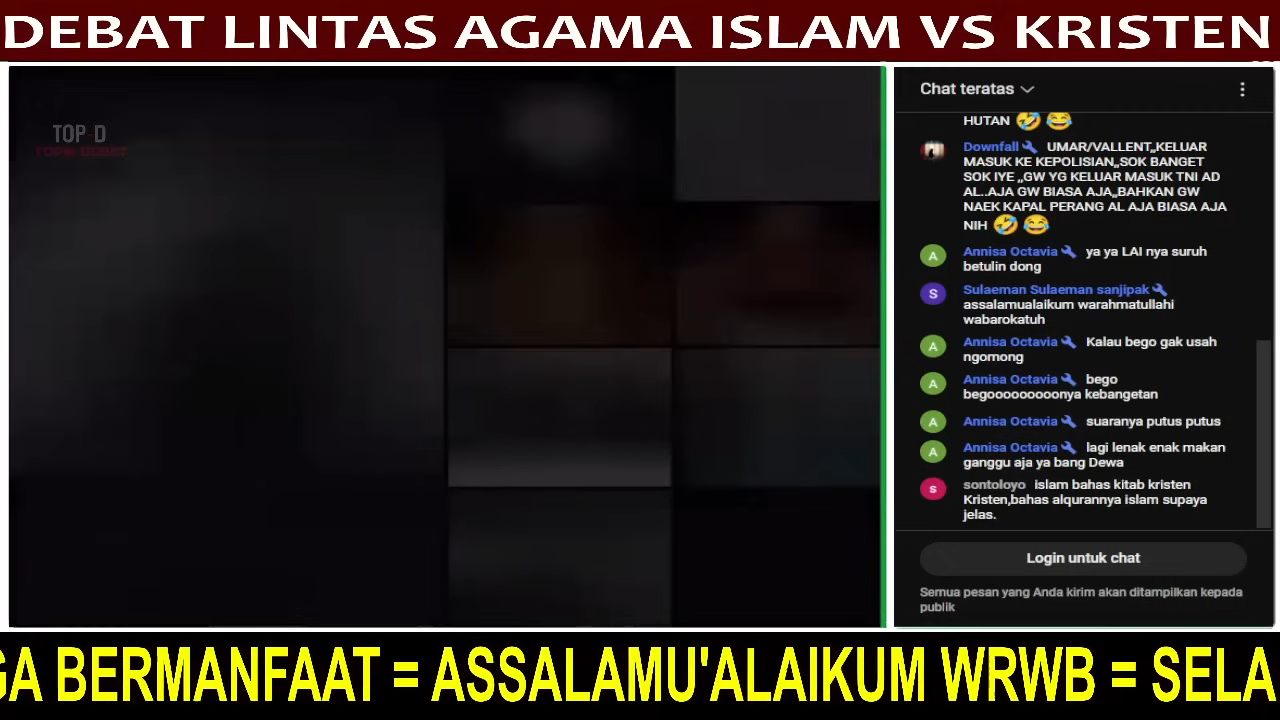 DEBAT LINTAS AGAMA ISLAM VS KRISTEN
TOP-D
Chat teratas
HUTAN 🤣😂
Downfall UMAR/VALLENT,,KELUAR
MASUK KE KEPOLISIAN,,SOK BANGET
SOK IYE ,,GW YG KELUAR MASUK TNI AD
AL..AJA GW BIASA AJA,,BAHKAN GW
NAEK KAPAL PERANG AL AJA BIASA AJA
NIH 🤣😂
A
Annisa Octavia ya ya LAI nya suruh
betulin dong
S
Sulaeman Sulaeman sanjipak
assalamualaikum warahmatullahi
wabarokatuh
A
Annisa Octavia Kalau bego gak usah
ngomong
A
Annisa Octavia bego
begooooooooonya kebangetan
A
Annisa Octavia suaranya putus putus
A
Annisa Octavia lagi lenak enak makan
ganggu aja ya bang Dewa
s
sontoloyo islam bahas kitab kristen
Kristen,bahas alqurannya islam supaya
jelas.
Login untuk chat
Semua pesan yang Anda kirim akan ditampilkan kepada
publik
GA BERMANFAAT = ASSALAMU'ALAIKUM WRWB = SELA